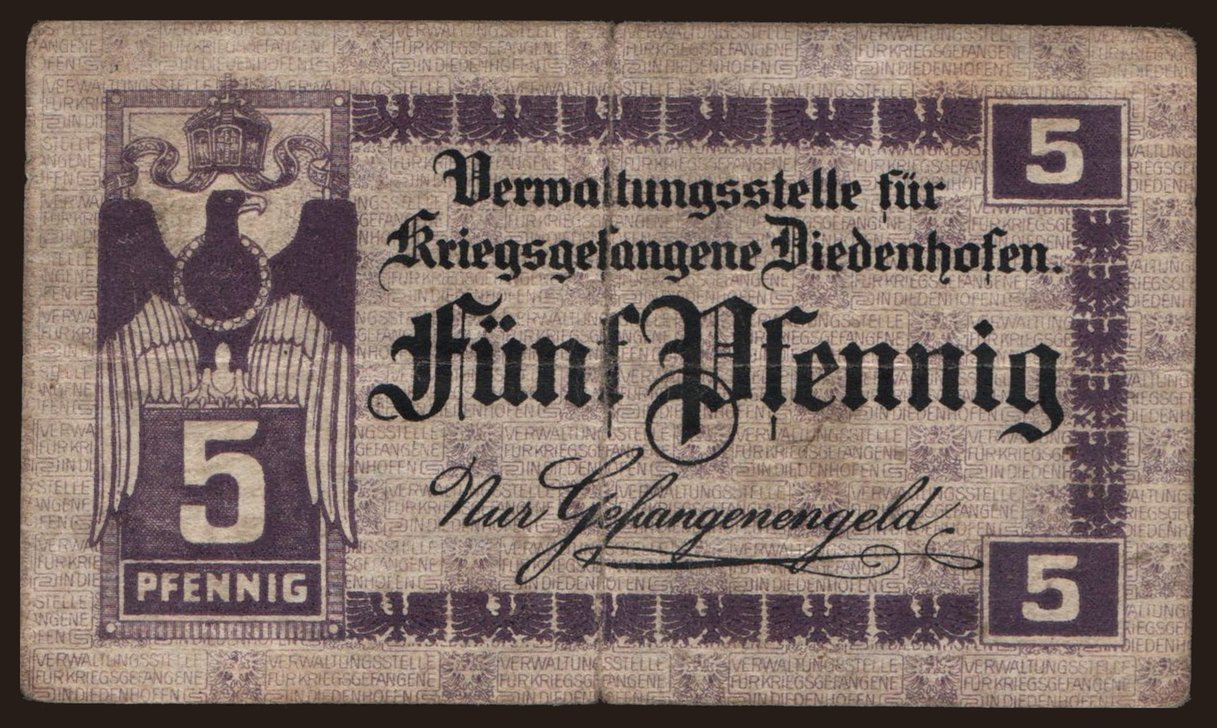 5
Verwaltungsstelle für
Kriegsgefangene Diedenhofen.
Fünf Pfennig
Nur Gefangenengeld
5
PFENNIG
5
VERWALTUNGSSTELLE
FÜR KRIEGSGEFANGENE
IN DIEDENHOFEN